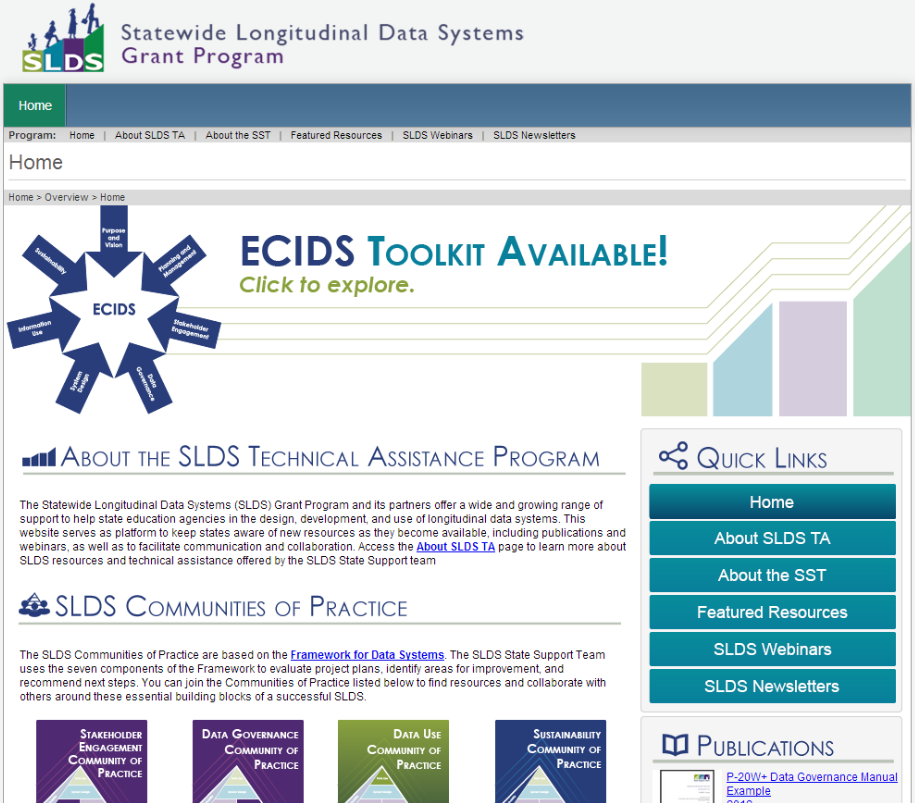 SLDS
Statewide Longitudinal Data Systems
Grant Program
Home
Program: Home | About SLDS TA | About the SST | Featured Resources | SLDS Webinars | SLDS Newsletters
Home
Home > Overview > Home
Purpose
and
Vision
Planning and
Management
Stakeholder
Engagement
Data
Governance
System
Design
Information
Use
Sustainability
ECIDS
ECIDS Toolkit Available!
Click to explore.
About the SLDS Technical Assistance Program
The Statewide Longitudinal Data Systems (SLDS) Grant Program and its partners offer a wide and growing range of
support to help state education agencies in the design, development, and use of longitudinal data systems. This
website serves as platform to keep states aware of new resources as they become available, including publications and
webinars, as well as to facilitate communication and collaboration. Access the About SLDS TA page to learn more about
SLDS resources and technical assistance offered by the SLDS State Support team
SLDS Communities of Practice
The SLDS Communities of Practice are based on the Framework for Data Systems. The SLDS State Support Team
uses the seven components of the Framework to evaluate project plans, identify areas for improvement, and
recommend next steps. You can join the Communities of Practice listed below to find resources and collaborate with
others around these essential building blocks of a successful SLDS.
Stakeholder
Engagement
Community of
Practice
Data Governance
Community of
Practice
Data Use
Community of
Practice
Sustainability
Community of
Practice
Quick Links
Home
About SLDS TA
About the SST
Featured Resources
SLDS Webinars
SLDS Newsletters
Publications
P-20W+ Data Governance Manual
Example